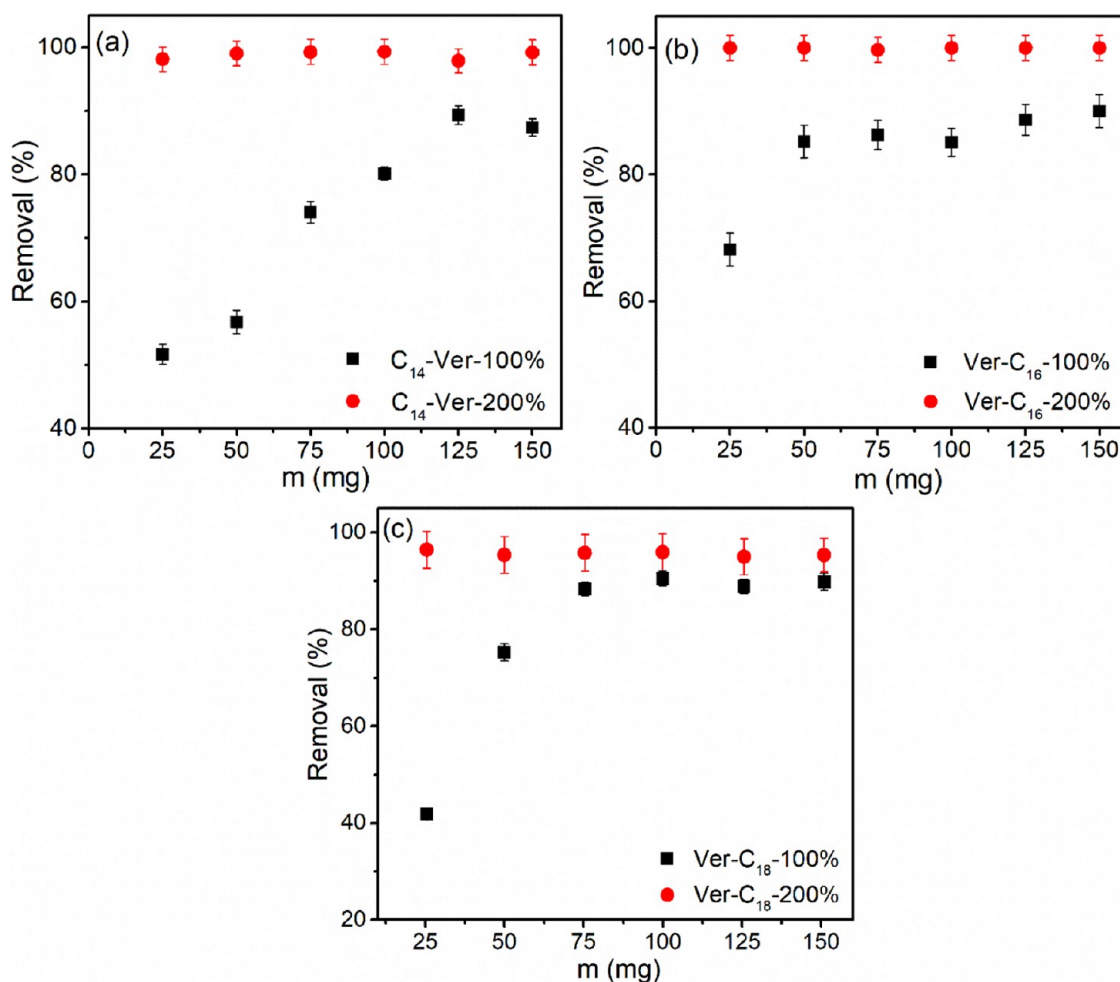 (a)
100
80
60
40
Removal (%)
C₁₄-Ver-100%
C₁₄-Ver-200%
0 25 50 75 100 125 150
m (mg)
(b)
100
80
60
40
Removal (%)
Ver-C₁₆-100%
Ver-C₁₆-200%
0 25 50 75 100 125 150
m (mg)
(c)
100
80
60
40
20
Removal (%)
Ver-C₁₈-100%
Ver-C₁₈-200%
25 50 75 100 125 150
m (mg)